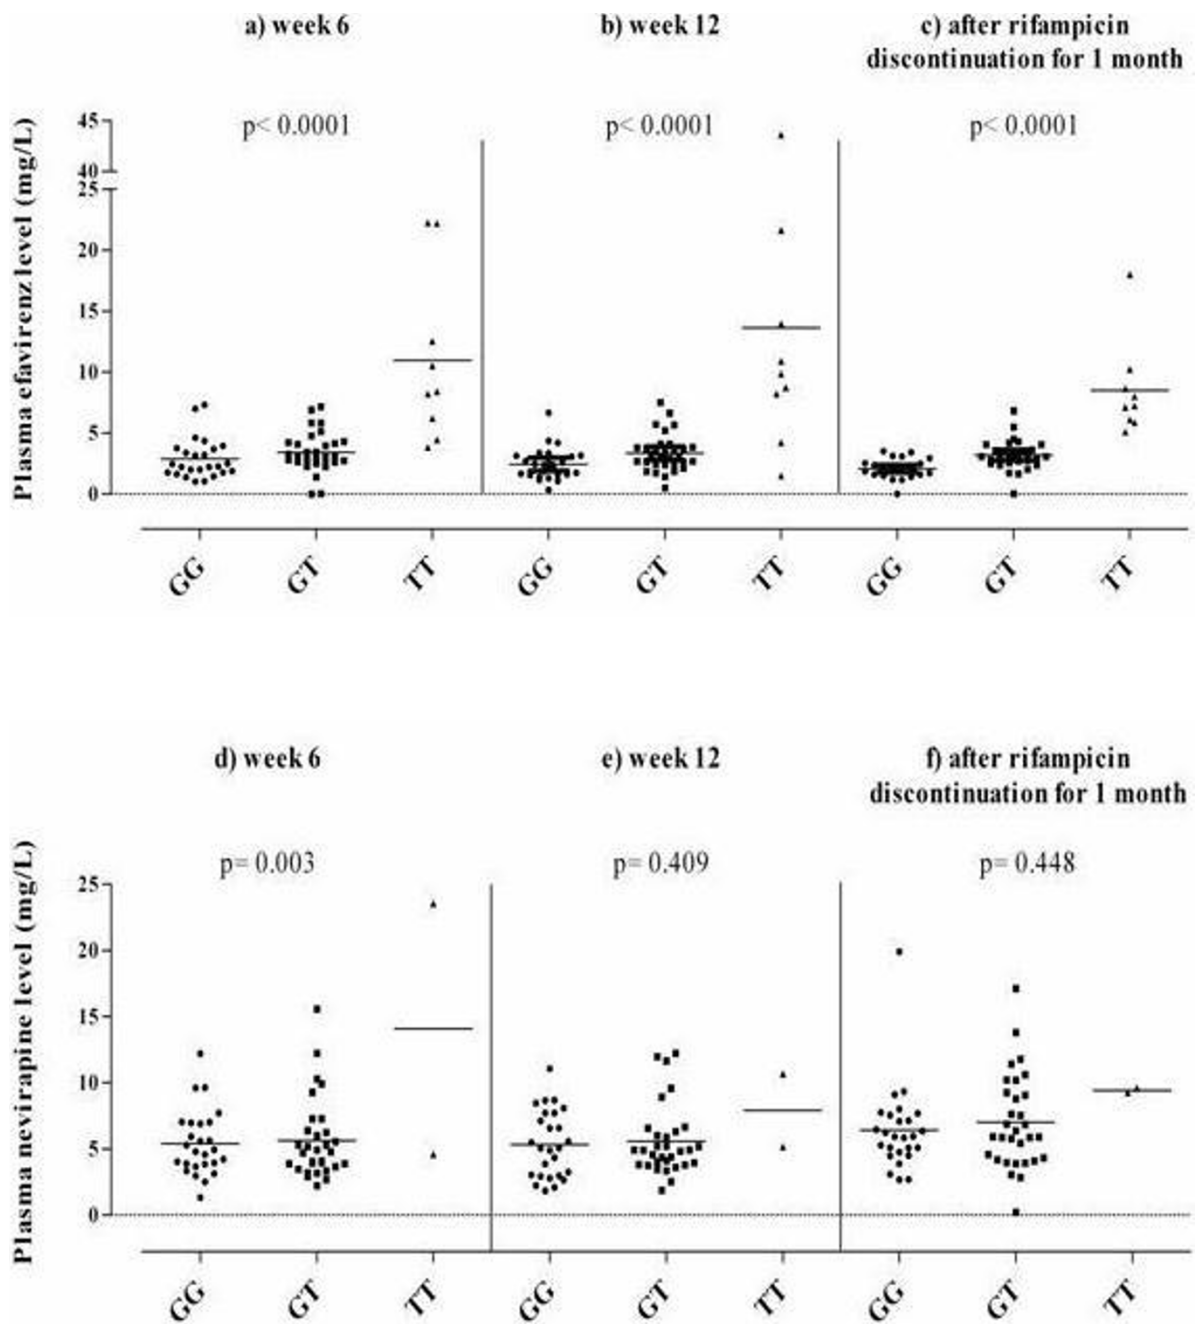 a) week 6
b) week 12
c) after rifampicin
discontinuation for 1 month
p< 0.0001
p< 0.0001
p< 0.0001
Plasma efavirenz level (mg/L)
45
40
25
20
15
10
5
0
GG
GT
TT
GG
GT
TT
GG
GT
TT
d) week 6
e) week 12
f) after rifampicin
discontinuation for 1 month
p= 0.003
p= 0.409
p= 0.448
Plasma nevirapine level (mg/L)
25
20
15
10
5
0
GG
GT
TT
GG
GT
TT
GG
GT
TT